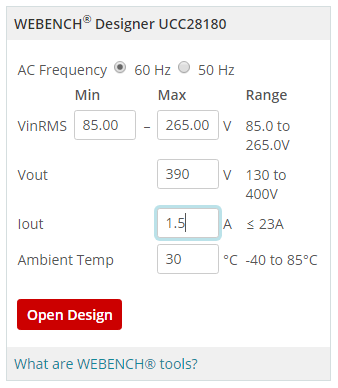 WEBENCH® Designer UCC28180
AC Frequency 60 Hz 50 Hz
Min Max Range
VinRMS 85.00 – 265.00 V 85.0 to
265.0V
Vout 390 V 130 to
400V
Iout 1.5 A ≤ 23A
Ambient Temp 30 °C -40 to 85°C
Open Design
What are WEBENCH® tools?